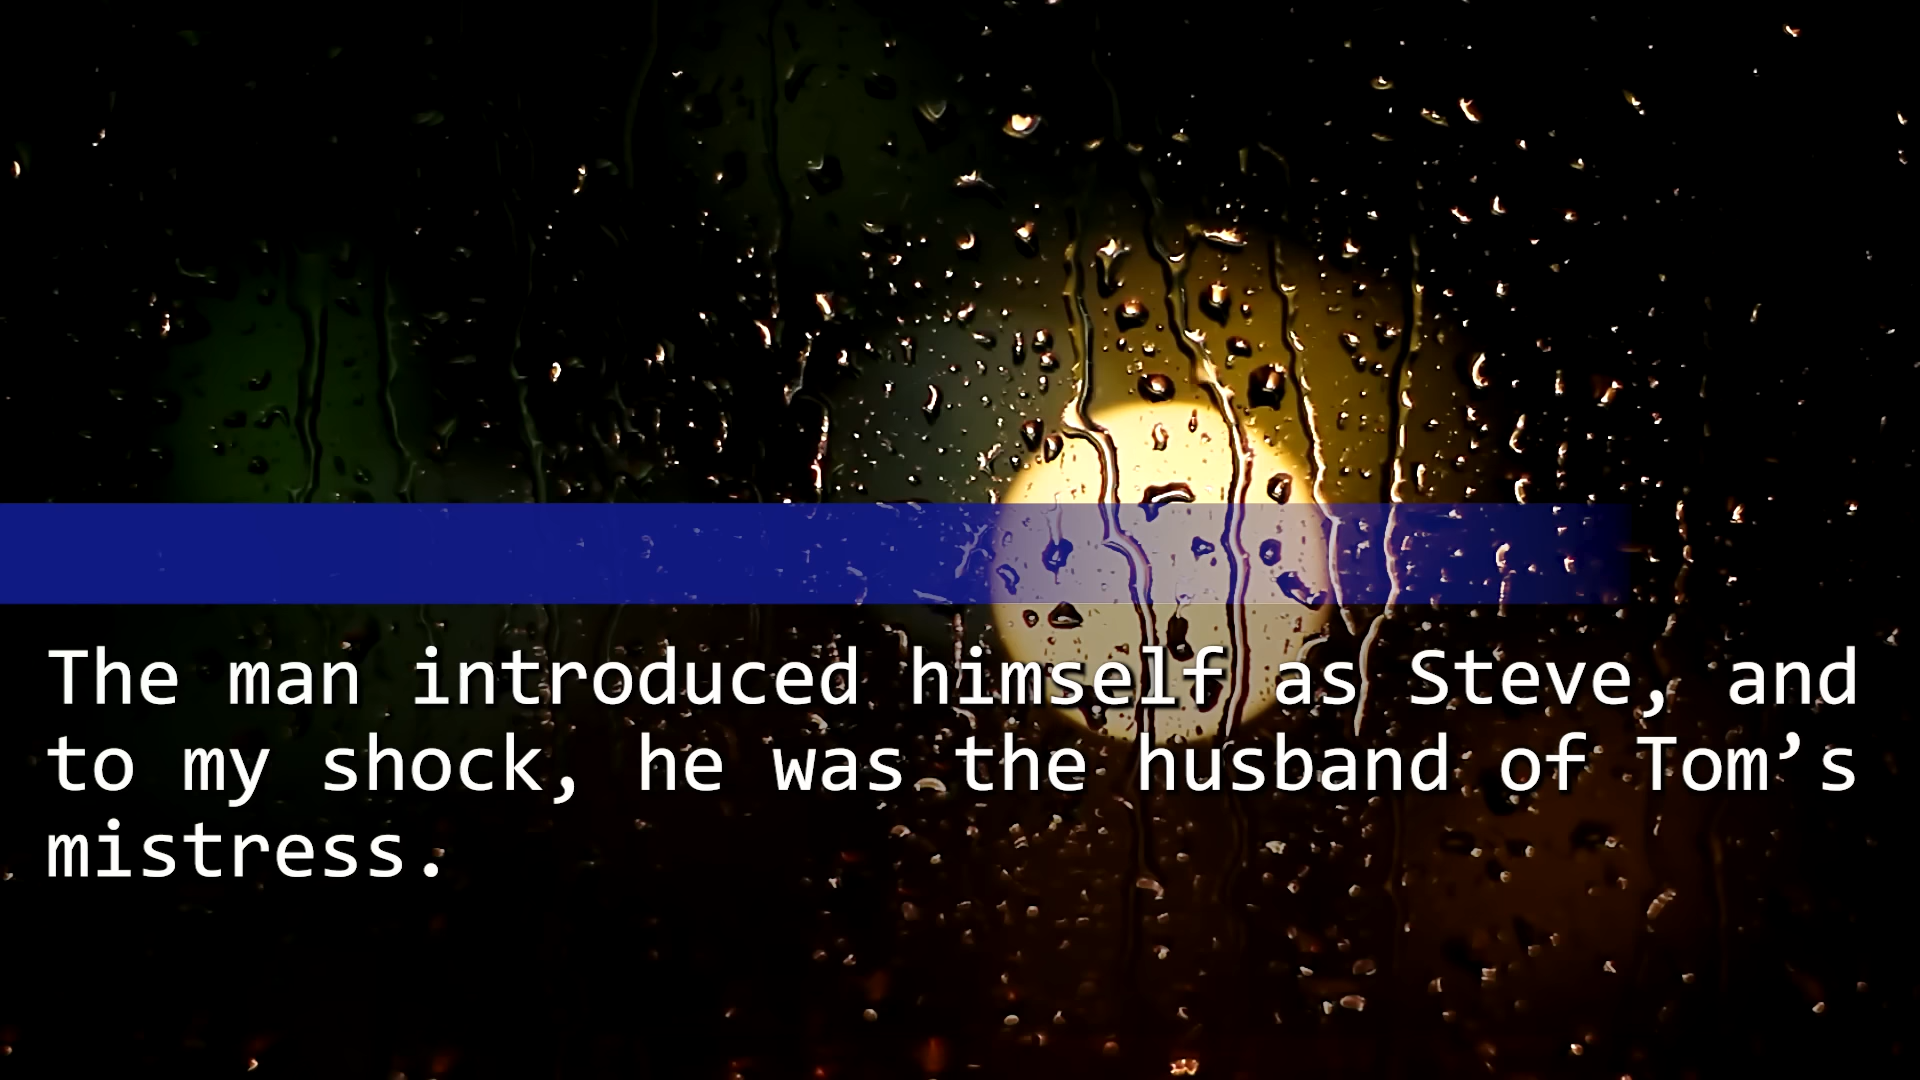 The man introduced himself as Steve, and
to my shock, he was the husband of Tom’s
mistress.